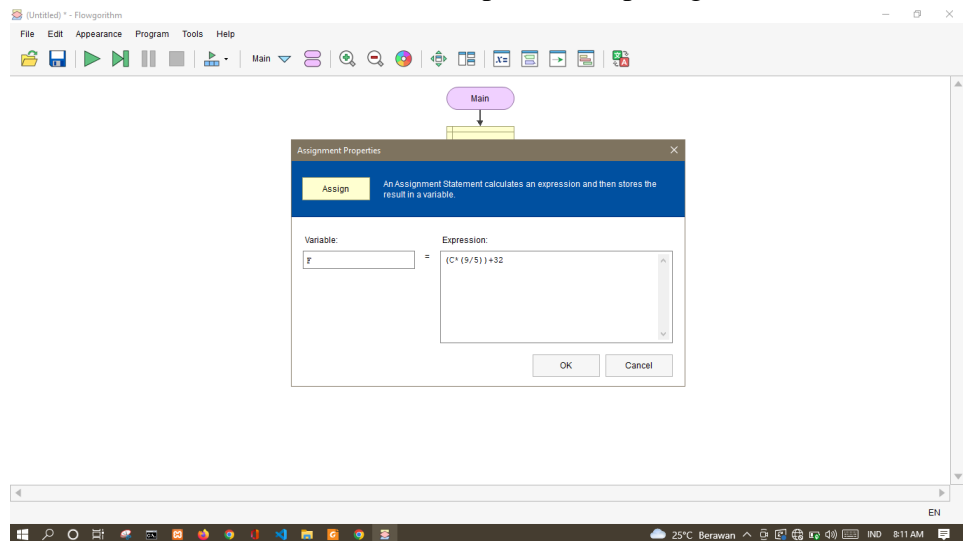 (Untitled) * - Flowgorithm
File Edit Appearance Program Tools Help
Main
X=
Main
Assignment Properties
Assign
An Assignment Statement calculates an expression and then stores the
result in a variable.
Variable:
Expression:
F
=
(C*(9/5))+32
OK
Cancel
EN
25°C Berawan
IND
8:11 AM